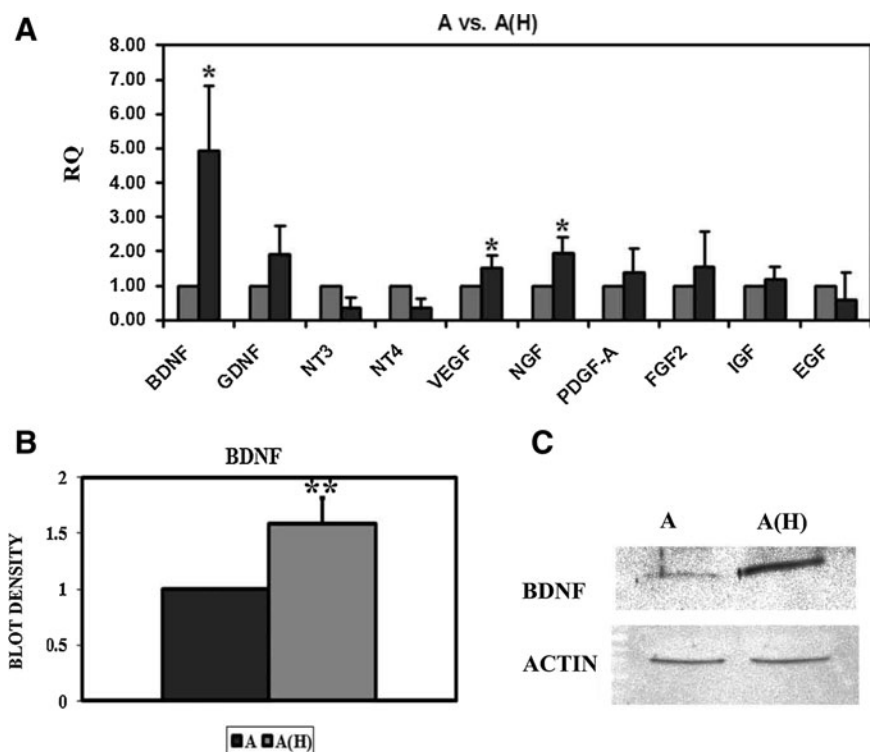 A
A vs. A(H)
8.00
7.00
6.00
5.00
4.00
3.00
2.00
1.00
0.00
RQ
*
*
*
BDNF
GDNF
NT3
NT4
VEGF
NGF
PDGF-A
FGF2
IGF
EGF
B
BDNF
2
1.5
1
0.5
0
BLOT DENSITY
**
A A(H)
C
A A(H)
BDNF
ACTIN